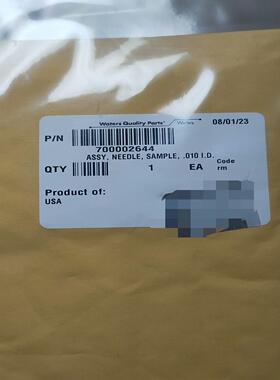 Waters Quality Parts
08/01/23
P/N
700002644
ASSY, NEEDLE, SAMPLE, .010 I.D.
QTY 1 EA Code
rm
Product of:
USA